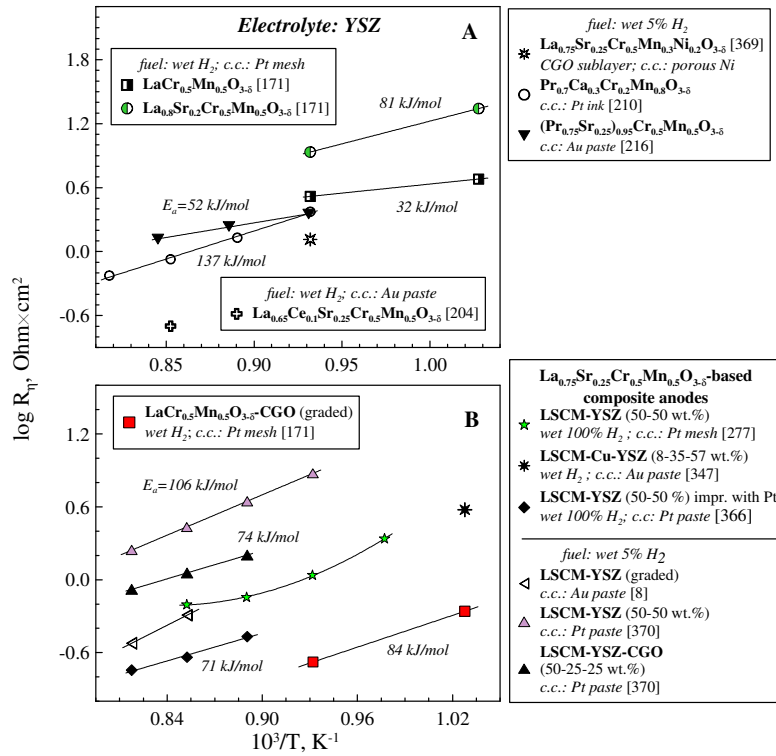 Electrolyte: YSZ
A
fuel: wet H₂; c.c.: Pt mesh
LaCr₀.₅Mn₀.₅O₃₋δ [171]
La₀.₈Sr₀.₂Cr₀.₅Mn₀.₅O₃₋δ [171]
81 kJ/mol
Eₐ=52 kJ/mol
32 kJ/mol
137 kJ/mol
fuel: wet H₂; c.c.: Au paste
La₀.₆₅Ce₀.₁Sr₀.₂₅Cr₀.₅Mn₀.₅O₃₋δ [204]
1.8
1.2
0.6
0.0
-0.6
0.85 0.90 0.95 1.00
fuel: wet 5% H₂
La₀.₇₅Sr₀.₂₅Cr₀.₅Mn₀.₃Ni₀.₂O₃₋δ [369]
CGO sublayer; c.c.: porous Ni
Pr₀.₇Ca₀.₃Cr₀.₂Mn₀.₈O₃₋δ
c.c.: Pt ink [210]
(Pr₀.₇₅Sr₀.₂₅)₀.₉₅Cr₀.₅Mn₀.₅O₃₋δ
c.c: Au paste [216]
log Rη, Ohm×cm²
B
LaCr₀.₅Mn₀.₅O₃₋δ-CGO (graded)
wet H₂; c.c.: Pt mesh [171]
Eₐ=106 kJ/mol
74 kJ/mol
71 kJ/mol
84 kJ/mol
1.2
0.6
0.0
-0.6
0.84 0.90 0.96 1.02
10³/T, K⁻¹
La₀.₇₅Sr₀.₂₅Cr₀.₅Mn₀.₅O₃₋δ-based
composite anodes
LSCM-YSZ (50-50 wt.%)
wet 100% H₂ ; c.c.: Pt mesh [277]
LSCM-Cu-YSZ (8-35-57 wt.%)
wet H₂ ; c.c.: Au paste [347]
LSCM-YSZ (50-50 %) impr. with Pt
wet 100% H₂; c.c: Pt paste [366]
fuel: wet 5% H₂
LSCM-YSZ (graded)
c.c.: Au paste [8]
LSCM-YSZ (50-50 wt.%)
c.c.: Pt paste [370]
LSCM-YSZ-CGO
(50-25-25 wt.%)
c.c.: Pt paste [370]